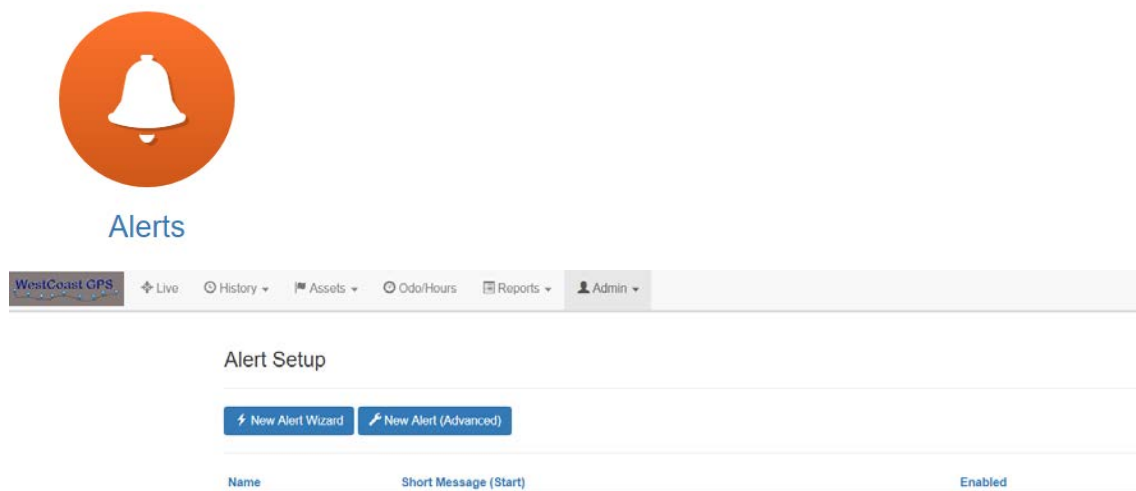 Alerts
WestCoast GPS Live History Assets Odo/Hours Reports Admin
Alert Setup
New Alert Wizard New Alert (Advanced)
Name Short Message (Start) Enabled